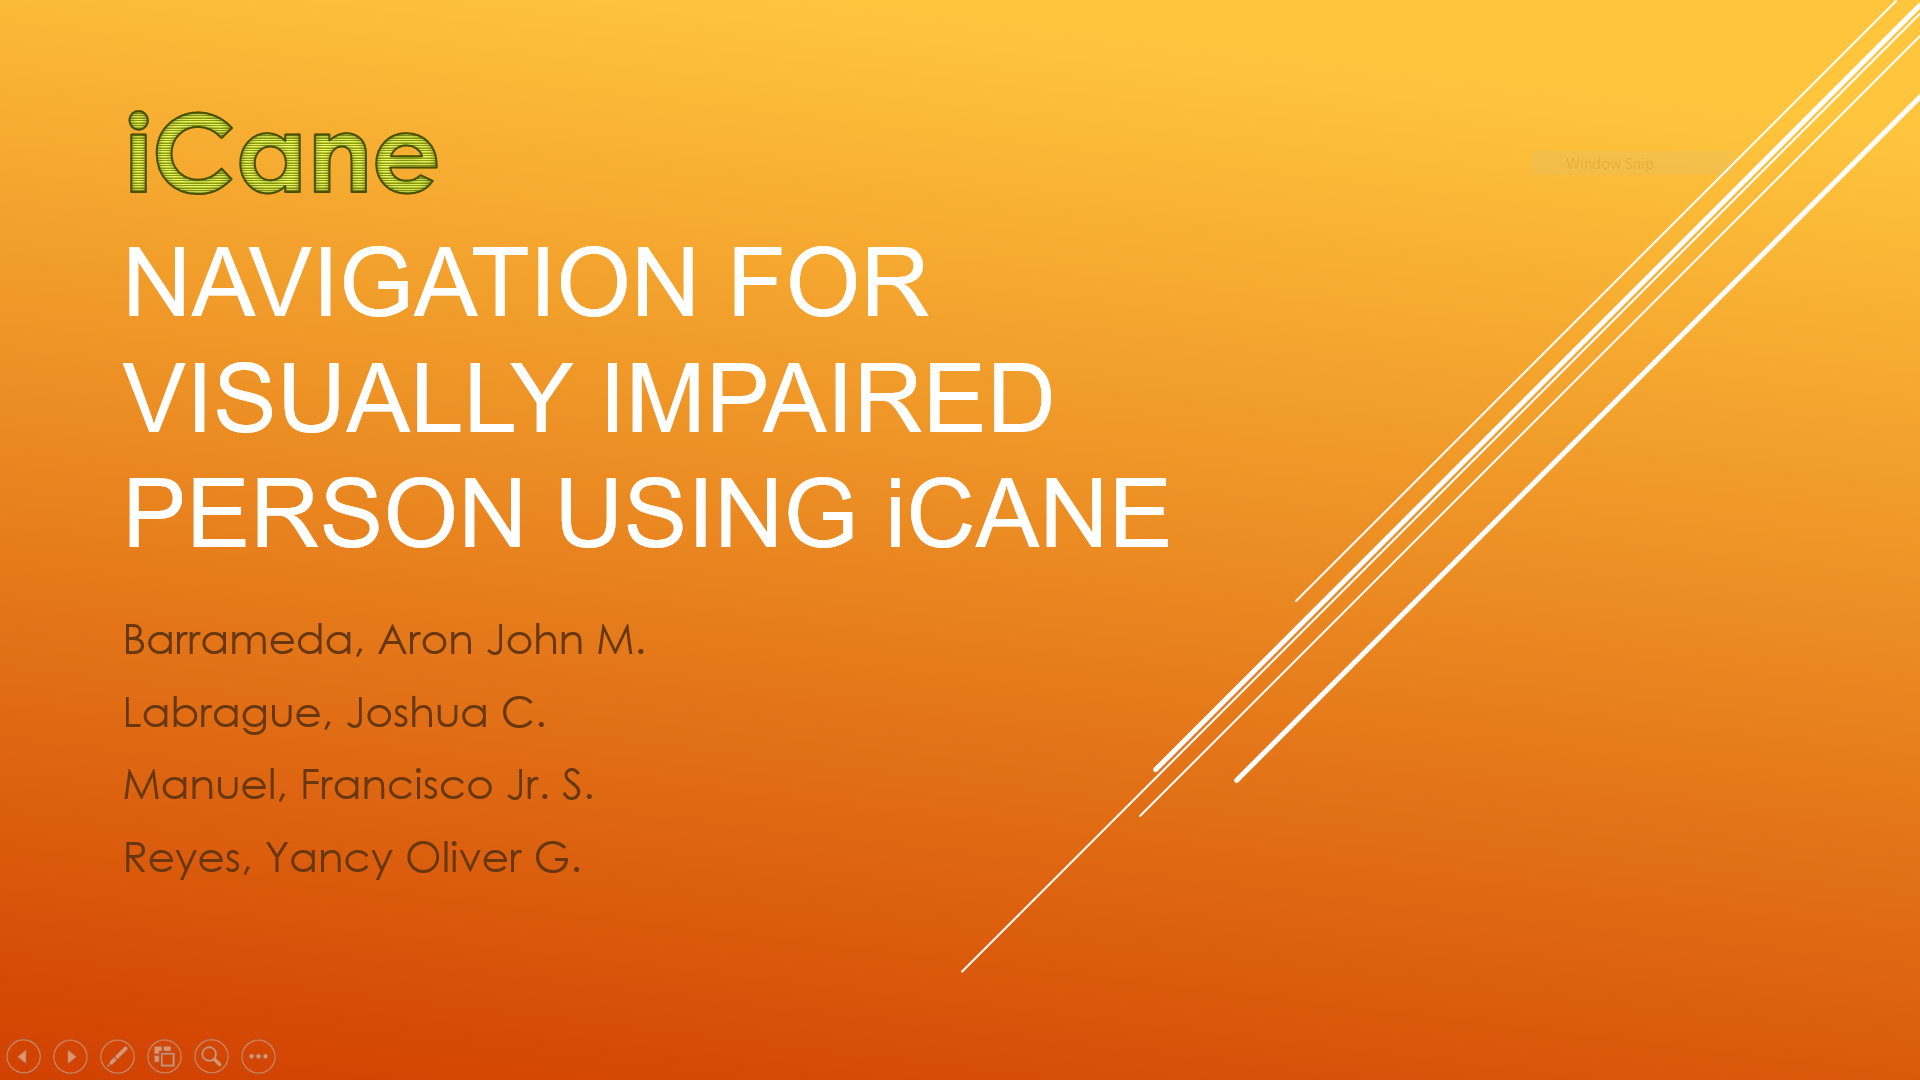 iCane
NAVIGATION FOR
VISUALLY IMPAIRED
PERSON USING iCANE
Barrameda, Aron John M.
Labrague, Joshua C.
Manuel, Francisco Jr. S.
Reyes, Yancy Oliver G.
Window Snip